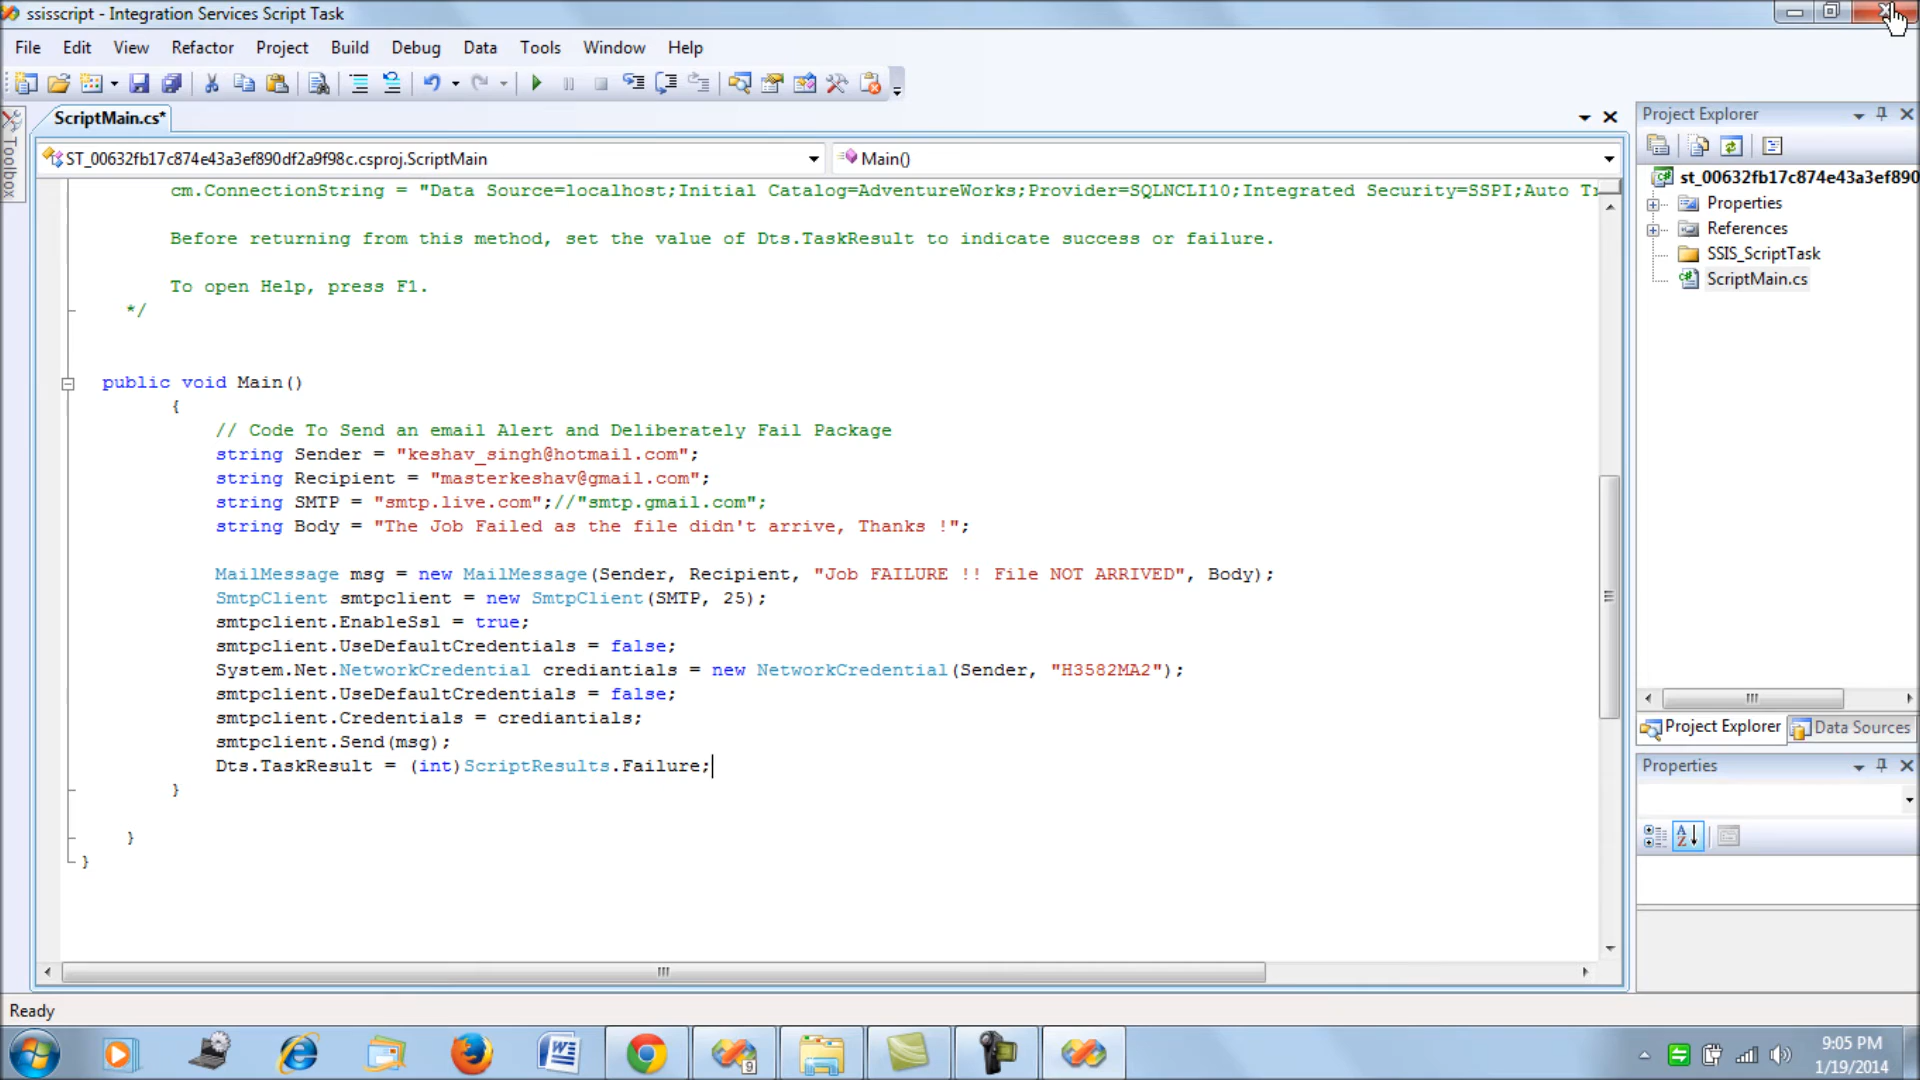 ssisscript - Integration Services Script Task
File Edit View Refactor Project Build Debug Data Tools Window Help
ScriptMain.cs*
Project Explorer
ST_00632fb17c874e43a3ef890df2a9f98c.csproj.ScriptMain
Main()
Toolbox
cm.ConnectionString = "Data Source=localhost;Initial Catalog=AdventureWorks;Provider=SQLNCLI10;Integrated Security=SSPI;Auto Tr
Before returning from this method, set the value of Dts.TaskResult to indicate success or failure.
To open Help, press F1.
*/
public void Main()
{
// Code To Send an email Alert and Deliberately Fail Package
string Sender = "keshav_singh@hotmail.com";
string Recipient = "masterkeshav@gmail.com";
string SMTP = "smtp.live.com";//"smtp.gmail.com";
string Body = "The Job Failed as the file didn't arrive, Thanks !";
MailMessage msg = new MailMessage(Sender, Recipient, "Job FAILURE !! File NOT ARRIVED", Body);
SmtpClient smtpclient = new SmtpClient(SMTP, 25);
smtpclient.EnableSsl = true;
smtpclient.UseDefaultCredentials = false;
System.Net.NetworkCredential crediantials = new NetworkCredential(Sender, "H3582MA2");
smtpclient.UseDefaultCredentials = false;
smtpclient.Credentials = crediantials;
smtpclient.Send(msg);
Dts.TaskResult = (int)ScriptResults.Failure;
}
}
}
st_00632fb17c874e43a3ef890
Properties
References
SSIS_ScriptTask
ScriptMain.cs
Project Explorer
Data Sources
Properties
Ready
9
9:05 PM
1/19/2014